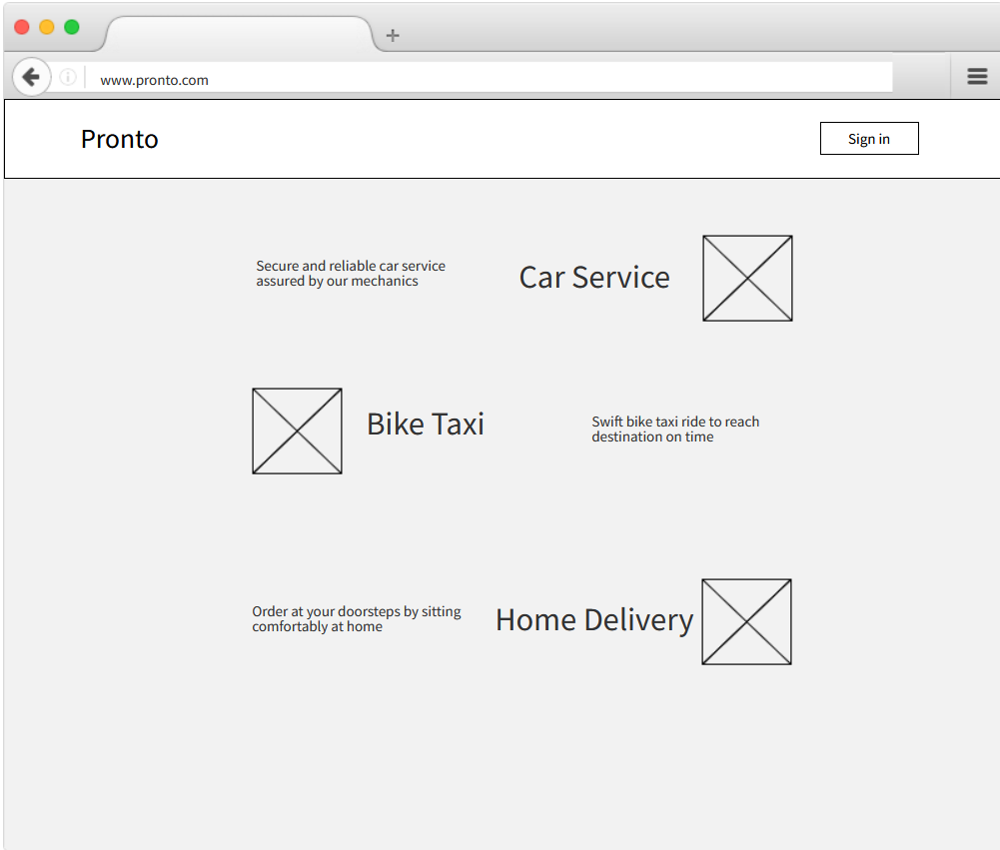 www.pronto.com
Pronto
Sign in
Secure and reliable car service
assured by our mechanics
Car Service
Bike Taxi
Swift bike taxi ride to reach
destination on time
Order at your doorsteps by sitting
comfortably at home
Home Delivery